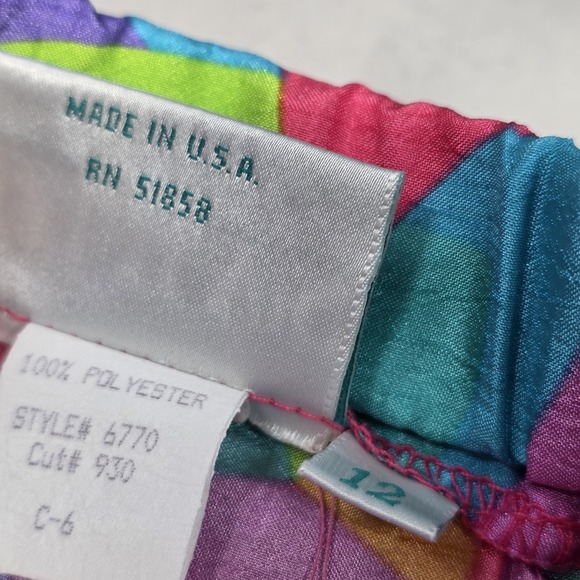 MADE IN U.S.A.
RN 51858
100% POLYESTER
STYLE# 6770
Cut# 930
C-6
12